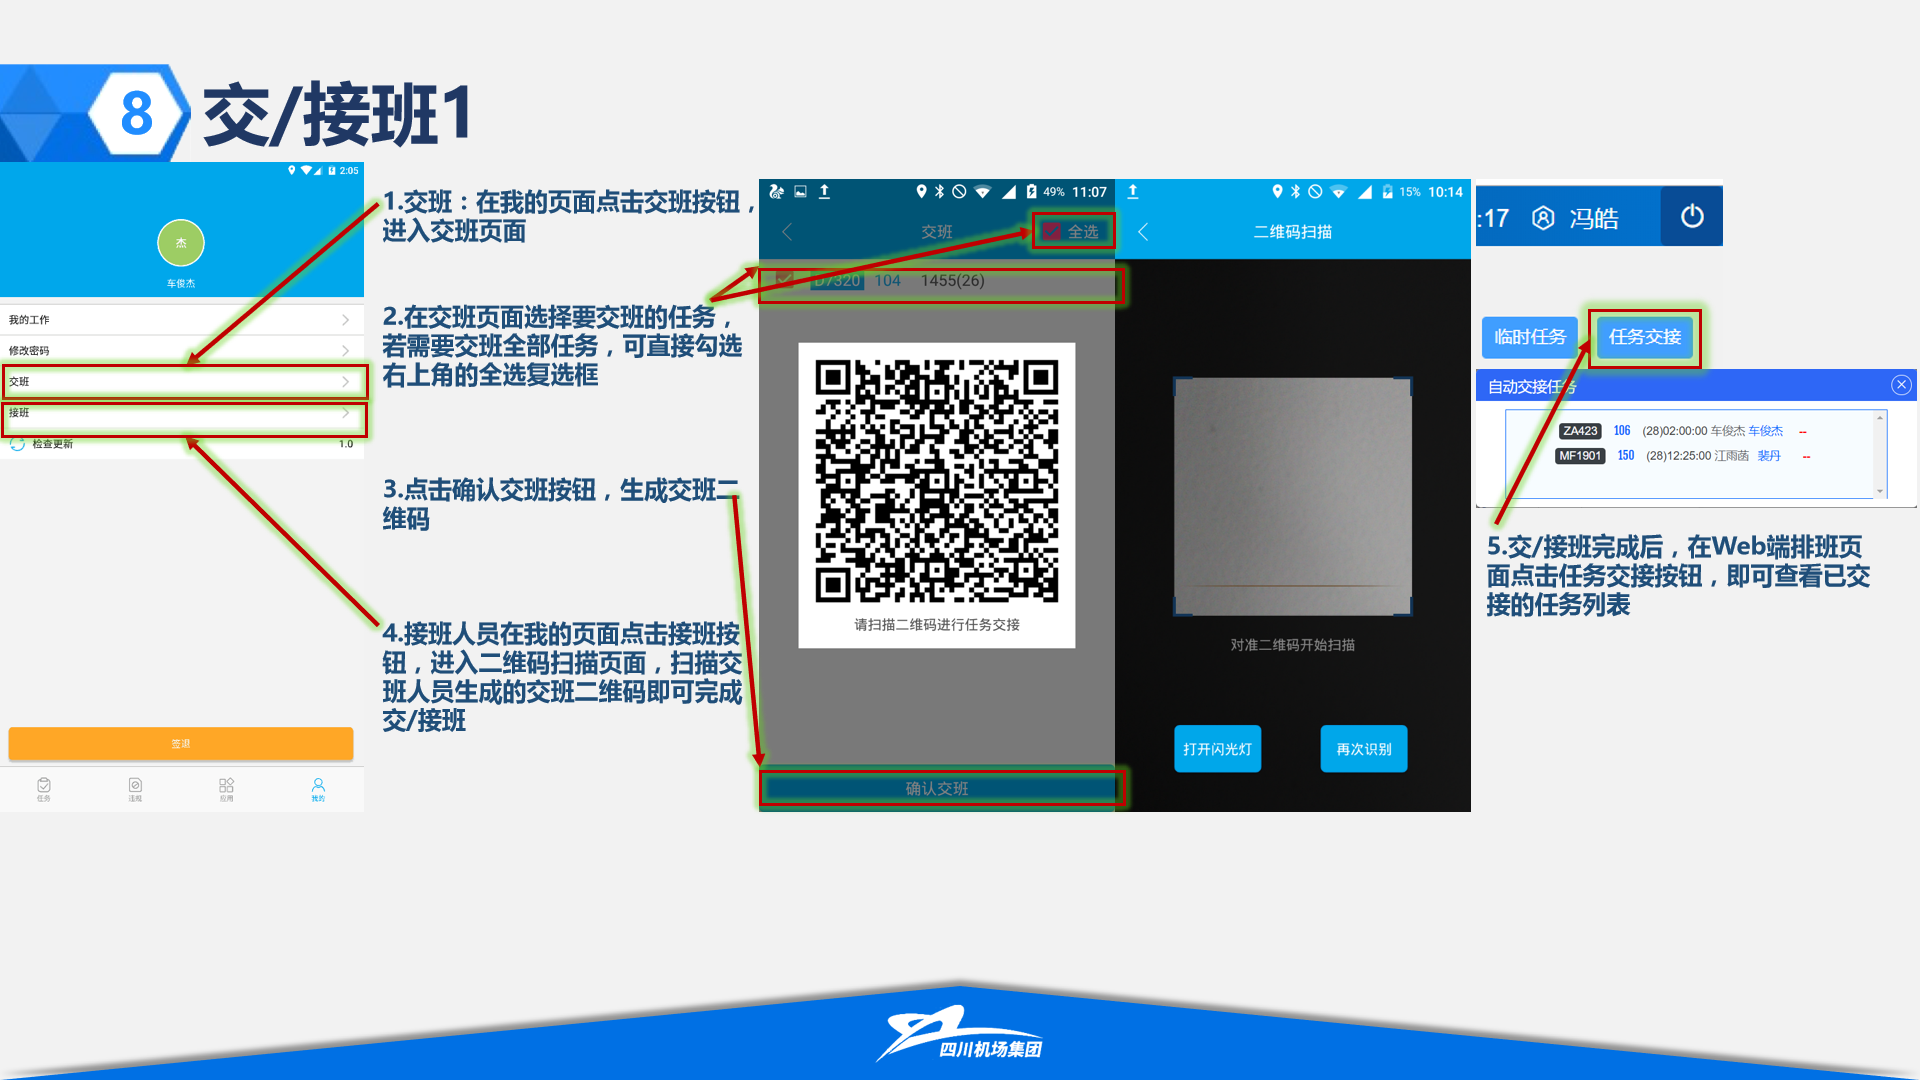 8
交/接班1
2:05
杰
车俊杰
我的工作
修改密码
交班
接班
检查更新
1.0
签退
任务
违规
应用
我的
1.交班：在我的页面点击交班按钮，
进入交班页面
2.在交班页面选择要交班的任务，
若需要交班全部任务，可直接勾选
右上角的全选复选框
3.点击确认交班按钮，生成交班二
维码
4.接班人员在我的页面点击接班按
钮，进入二维码扫描页面，扫描交
班人员生成的交班二维码即可完成
交/接班
49% 11:07
交班
全选
D7320 104 1455(26)
请扫描二维码进行任务交接
确认交班
15% 10:14
二维码扫描
对准二维码开始扫描
打开闪光灯
再次识别
:17 冯皓
临时任务
任务交接
自动交接任务
ZA423 106 (28)02:00:00 车俊杰 车俊杰 --
MF1901 150 (28)12:25:00 江雨菡 裴丹 --
5.交/接班完成后，在Web端排班页
面点击任务交接按钮，即可查看已交
接的任务列表
四川机场集团